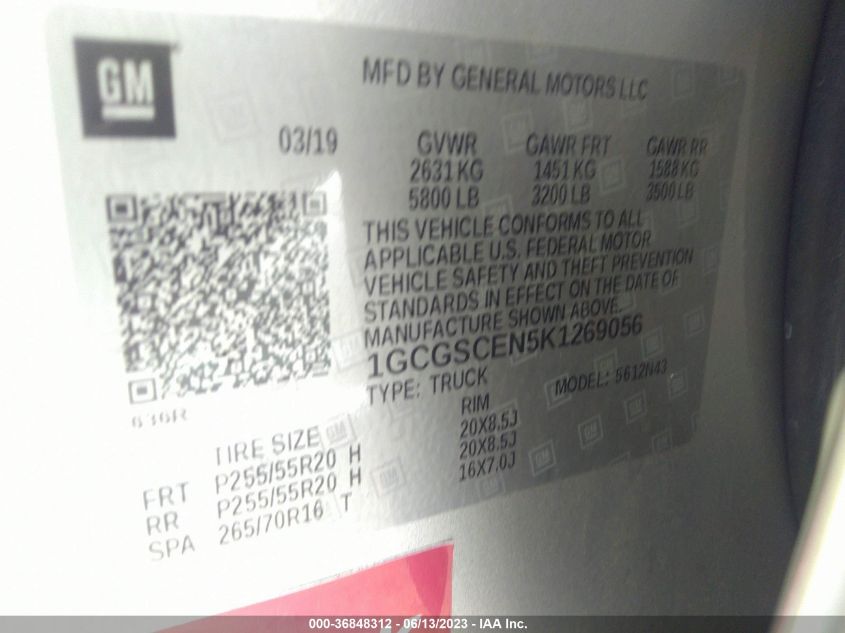 GM
MFD BY GENERAL MOTORS LLC
03/19 GVWR GAWR FRT GAWR RR
2631 KG 1451 KG 1588 KG
5800 LB 3200 LB 3500 LB
THIS VEHICLE CONFORMS TO ALL
APPLICABLE U.S. FEDERAL MOTOR
VEHICLE SAFETY AND THEFT PREVENTION
STANDARDS IN EFFECT ON THE DATE OF
MANUFACTURE SHOWN ABOVE.
1GCGSCEN5K1269056
TYPE: TRUCK MODEL: 5612N43
636R
TIRE SIZE RIM
FRT P255/55R20 H 20X8.5J
RR P255/55R20 H 20X8.5J
SPA 265/70R16 T 16X7.0J
000-36848312 - 06/13/2023 - IAA Inc.